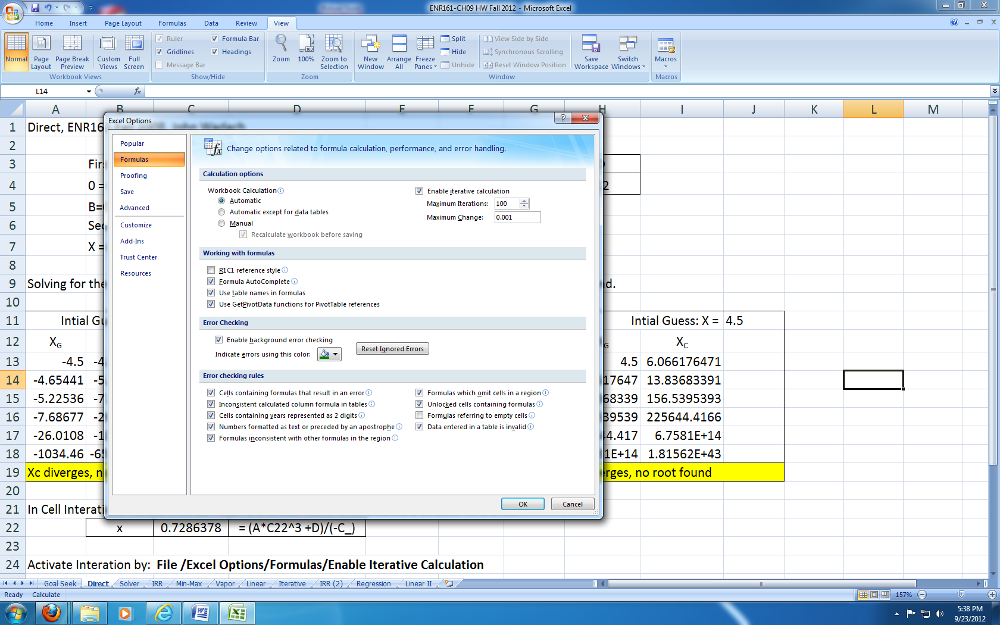 ENR161-CH09 HW Fall 2012 - Microsoft Excel
Home Insert Page Layout Formulas Data Review View
Normal Page Layout Page Break Preview Custom Views Full Screen
Workbook Views
Ruler Formula Bar
Gridlines Headings
Message Bar
Show/Hide
Zoom 100% Zoom to Selection
Zoom
New Window Arrange All Freeze Panes
Split
Hide
Unhide
View Side by Side
Synchronous Scrolling
Reset Window Position
Save Workspace Switch Windows
Window
Macros
Macros
L14 fx
A B C D E F G H I J K L M
Excel Options
1 Direct, ENR16
2
3 Fir
4 0 = 2
5 B=
6 Sec
7 X =
8
9 Solving for the d.
10
11 Intial Gu Intial Guess: X = 4.5
12 XG G XC
13 -4.5 -4 4.5 6.066176471
14 -4.65441 -5 17647 13.83683391
15 -5.22536 -7 68339 156.5395393
16 -7.68677 -2 39539 225644.4166
17 -26.0108 -1 44.417 6.7581E+14
18 -1034.46 -65 1E+14 1.81562E+43
19 Xc diverges, n erges, no root found
20
21 In Cell Interati
22 x 0.7286378 = (A*C22^3 +D)/(-C_)
23
24 Activate Interation by: File /Excel Options/Formulas/Enable Iterative Calculation
Popular
Formulas
Proofing
Save
Advanced
Customize
Add-Ins
Trust Center
Resources
Change options related to formula calculation, performance, and error handling.
Calculation options
Workbook Calculation
Automatic
Automatic except for data tables
Manual
Recalculate workbook before saving
Enable iterative calculation
Maximum Iterations: 100
Maximum Change: 0.001
Working with formulas
R1C1 reference style
Formula AutoComplete
Use table names in formulas
Use GetPivotData functions for PivotTable references
Error Checking
Enable background error checking
Indicate errors using this color:
Reset Ignored Errors
Error checking rules
Cells containing formulas that result in an error
Inconsistent calculated column formula in tables
Cells containing years represented as 2 digits
Numbers formatted as text or preceded by an apostrophe
Formulas inconsistent with other formulas in the region
Formulas which omit cells in a region
Unlocked cells containing formulas
Formulas referring to empty cells
Data entered in a table is invalid
OK Cancel
Goal Seek Direct Solver IRR Min-Max Vapor Linear Iterative IRR (2) Regression Linear II
Ready Calculate 157%
5:38 PM
9/23/2012